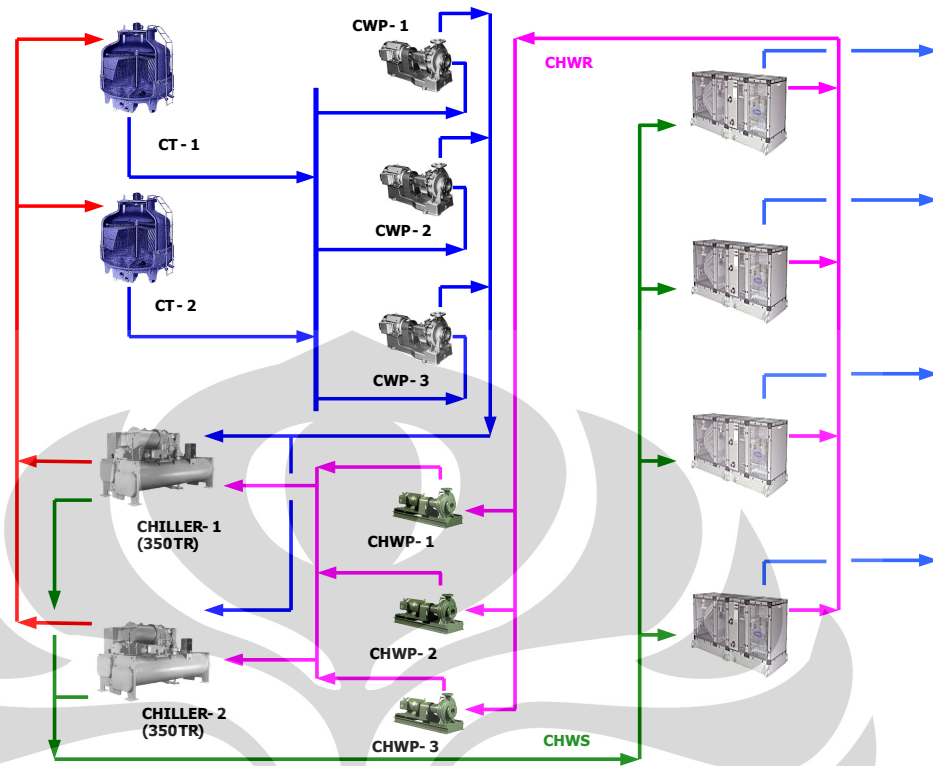 CWP- 1
CHWR
CT - 1
CWP- 2
CT - 2
CWP- 3
CHILLER- 1
(350TR)
CHWP- 1
CHWP- 2
CHILLER- 2
(350TR)
CHWP- 3
CHWS